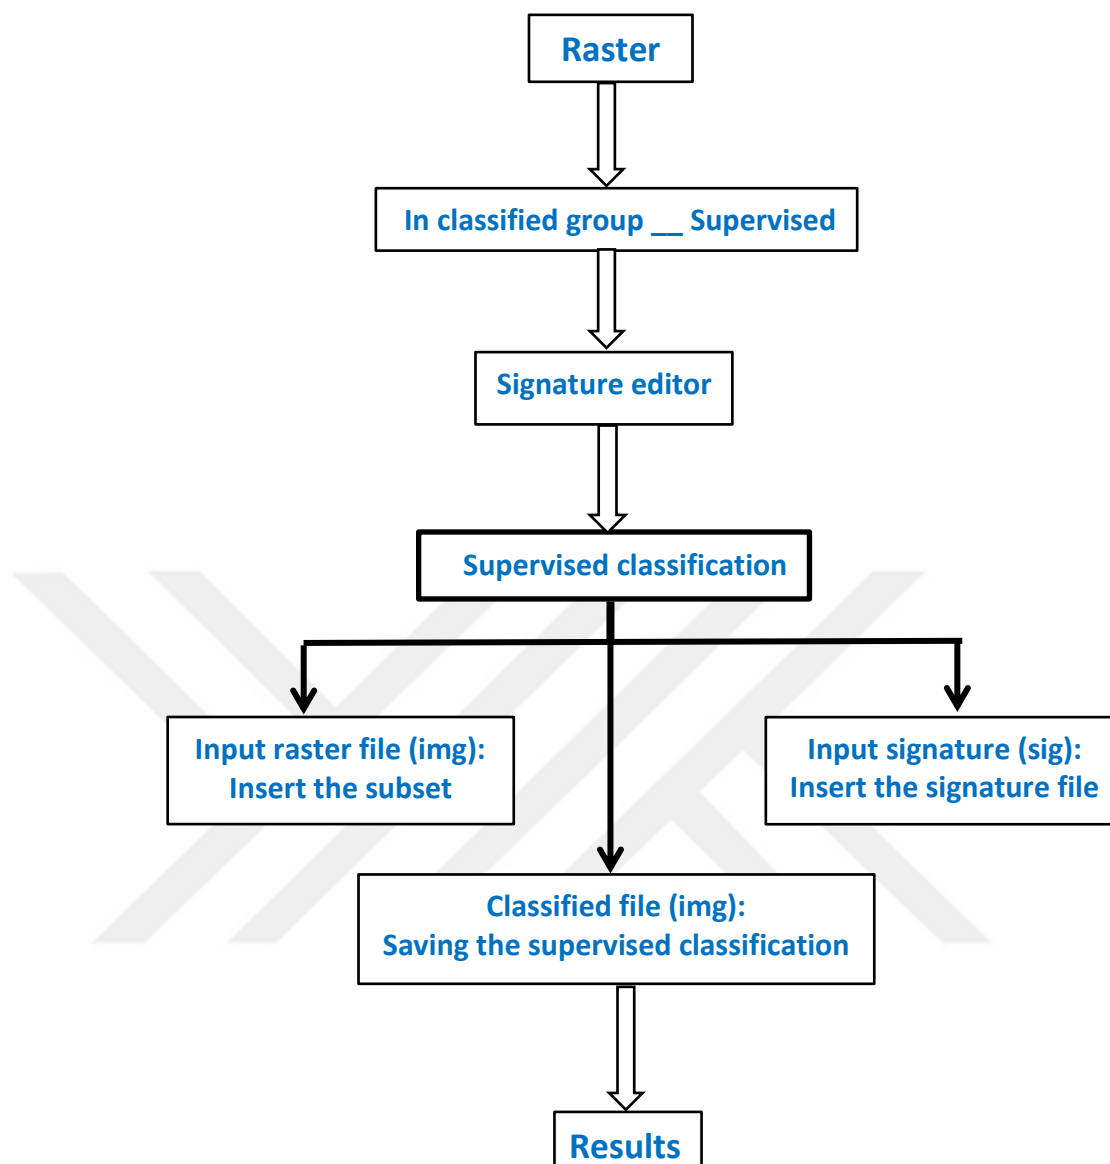 Raster
In classified group __ Supervised
Signature editor
Supervised classification
Input raster file (img):
Insert the subset
Input signature (sig):
Insert the signature file
Classified file (img):
Saving the supervised classification
Results